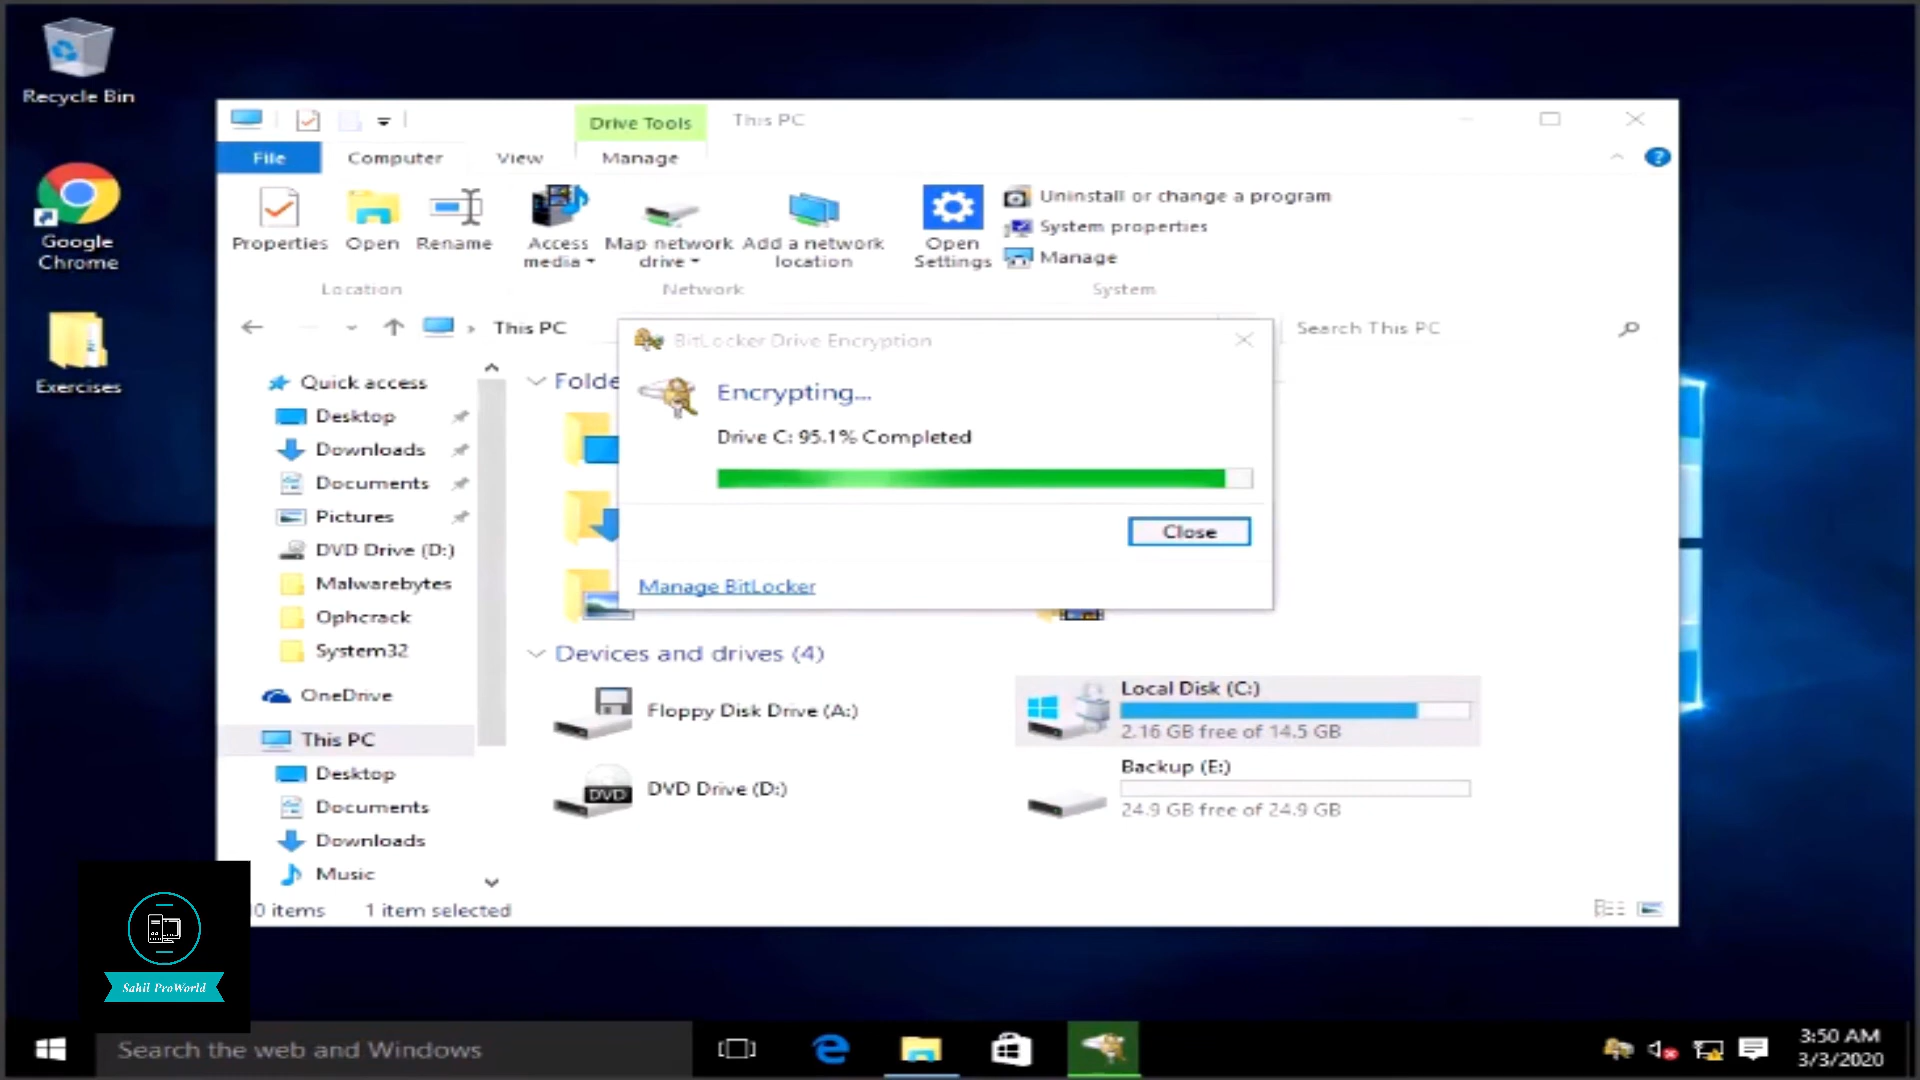 Recycle Bin
Google
Chrome
Exercises
Drive Tools
This PC
File
Computer
View
Manage
Properties
Open
Rename
Access
media
Map network
drive
Add a network
location
Open
Settings
Uninstall or change a program
System properties
Manage
Location
Network
System
This PC
Search This PC
Quick access
Desktop
Downloads
Documents
Pictures
DVD Drive (D:)
Malwarebytes
Ophcrack
System32
OneDrive
This PC
Desktop
Documents
Downloads
Music
Folde
BitLocker Drive Encryption
Encrypting...
Drive C: 95.1% Completed
Close
Manage BitLocker
Devices and drives (4)
Floppy Disk Drive (A:)
Local Disk (C:)
2.16 GB free of 14.5 GB
DVD
DVD Drive (D:)
Backup (E:)
24.9 GB free of 24.9 GB
0 items
1 item selected
Sahil ProWorld
Search the web and Windows
3:50 AM
3/3/2020